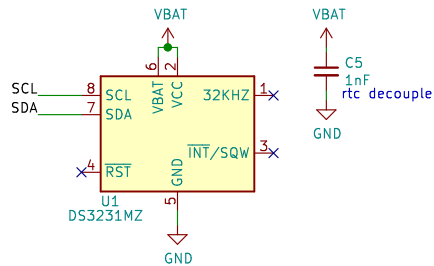 VBAT
VBAT
6
2
C5
1nF
rtc decouple
SCL
8
SCL
VBAT
VCC
32KHZ
1
SDA
7
SDA
GND
INT/SQW
3
4
RST
GND
U1
DS3231MZ
5
GND